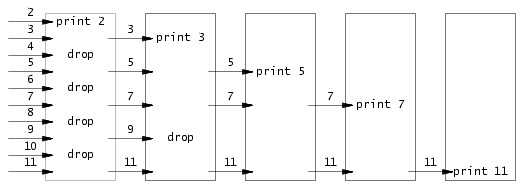 2 print 2
3 3 print 3
4 drop
5 5 5 print 5
6 drop
7 7 7 7 print 7
8 drop
9 9 drop
10 drop
11 11 11 11 11 print 11